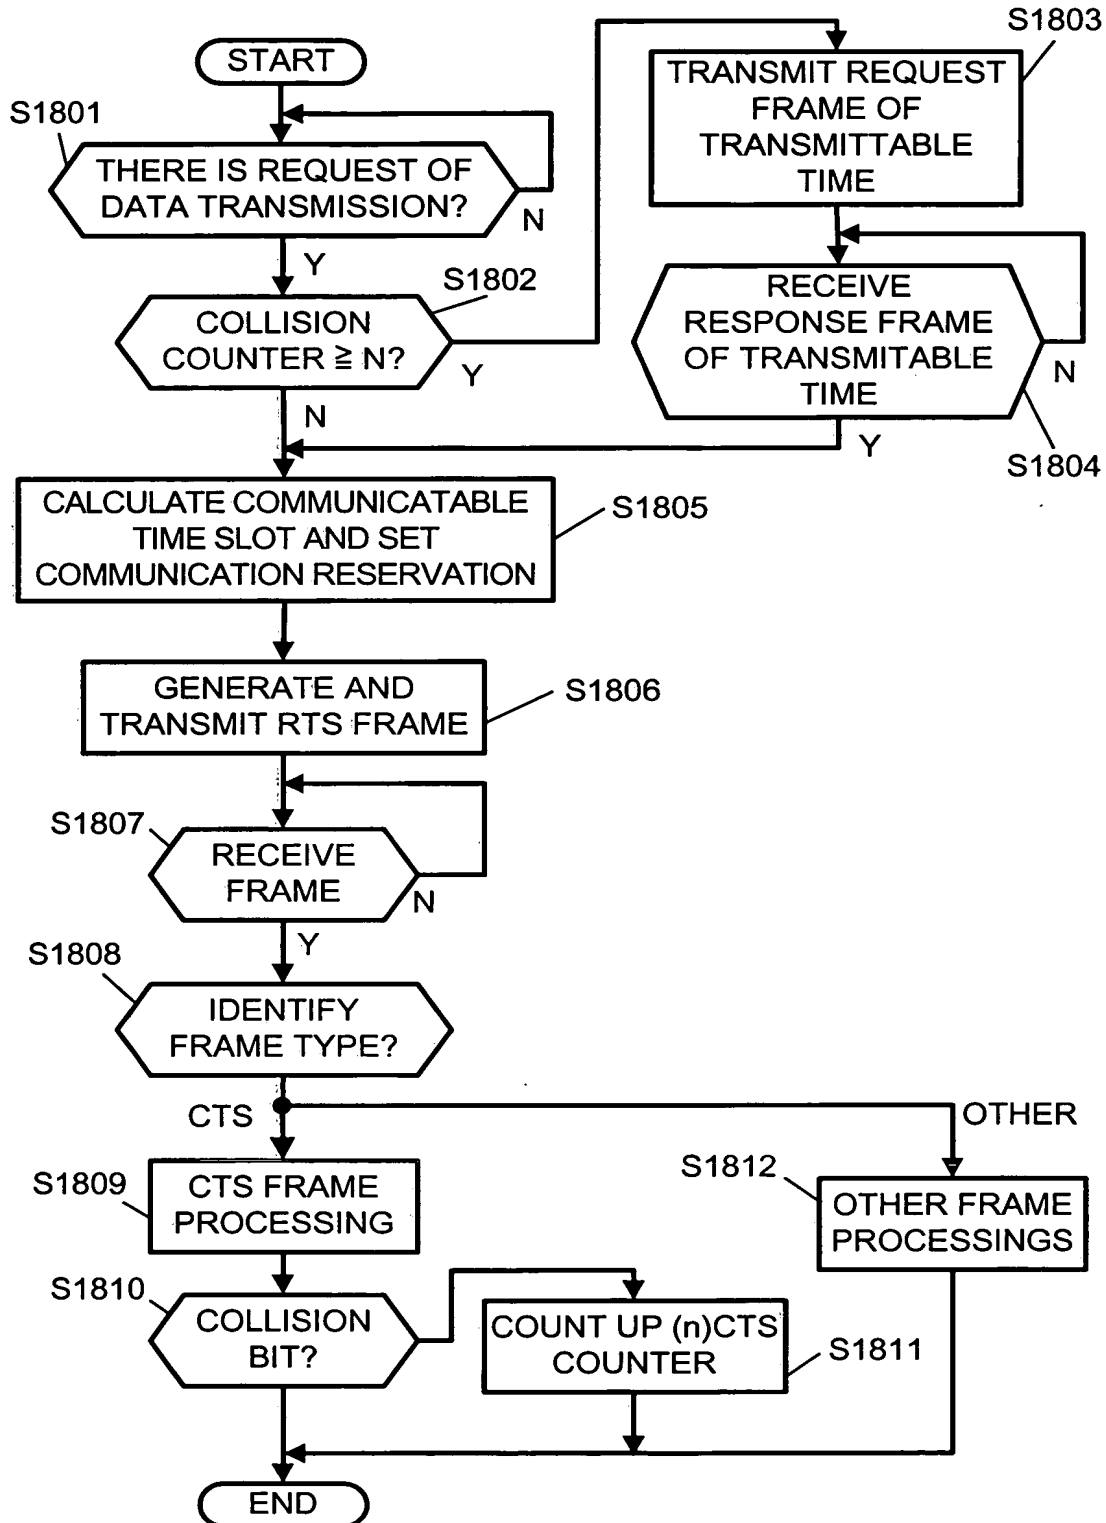 START
S1801
THERE IS REQUEST OF
DATA TRANSMISSION?
N
Y
S1802
COLLISION
COUNTER ≧ N?
Y
N
S1803
TRANSMIT REQUEST
FRAME OF
TRANSMITTABLE
TIME
RECEIVE
RESPONSE FRAME
OF TRANSMITABLE
TIME
N
Y
S1804
CALCULATE COMMUNICATABLE
TIME SLOT AND SET
COMMUNICATION RESERVATION
S1805
GENERATE AND
TRANSMIT RTS FRAME
S1806
S1807
RECEIVE
FRAME
N
Y
S1808
IDENTIFY
FRAME TYPE?
CTS
OTHER
S1809
CTS FRAME
PROCESSING
S1812
OTHER FRAME
PROCESSINGS
S1810
COLLISION
BIT?
COUNT UP (n)CTS
COUNTER
S1811
END